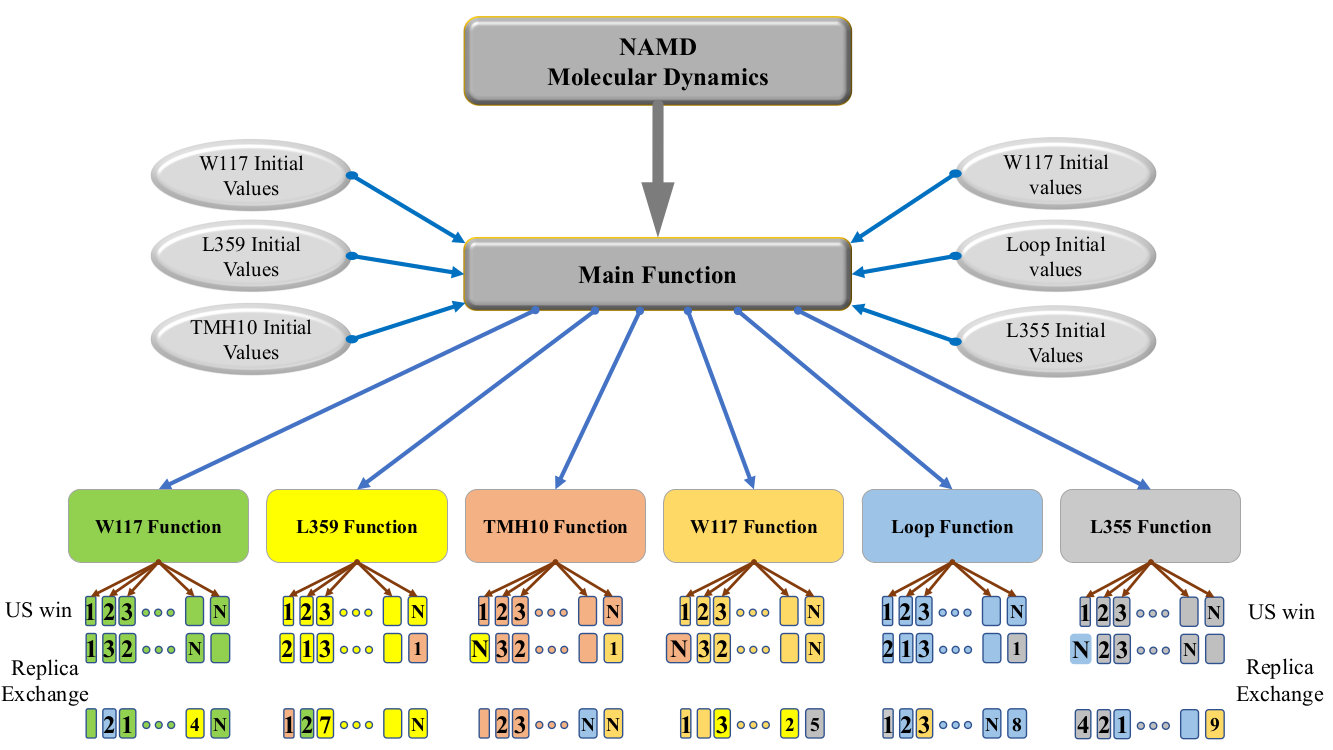 NAMD
Molecular Dynamics
W117 Initial
Values
W117 Initial
values
L359 Initial
Values
Main Function
Loop Initial
values
TMH10 Initial
Values
L355 Initial
Values
W117 Function
L359 Function
TMH10 Function
W117 Function
Loop Function
L355 Function
US win 1 2 3 N 1 2 3 N 1 2 3 N 1 2 3 N 1 2 3 N 1 2 3 N US win
1 3 2 N 2 1 3 1 N 3 2 1 N 3 2 N 2 1 3 1 N 2 3 N
Replica
Exchange
Replica
Exchange
2 1 4 N 1 2 7 N 2 3 N N 1 3 2 5 1 2 3 N 8 4 2 1 9